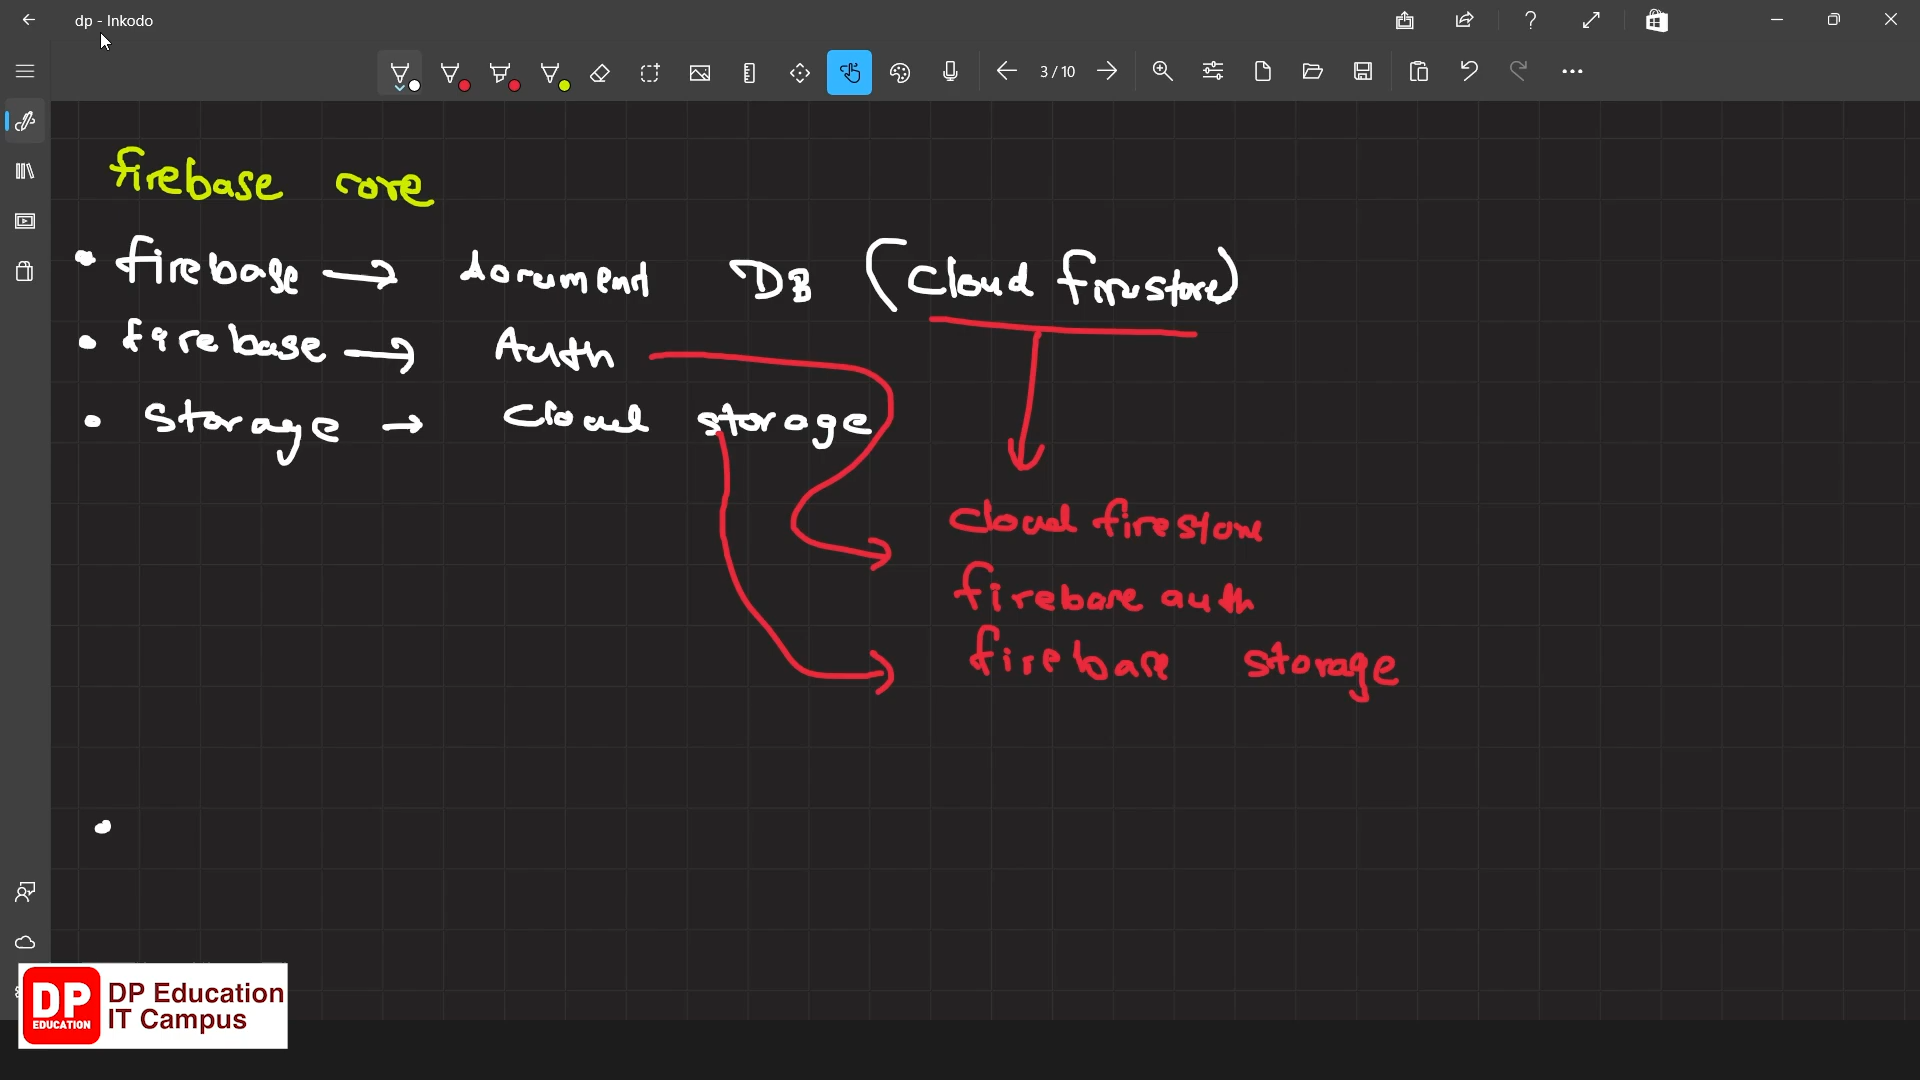 dp - Inkodo
3 / 10
firebase core
• firebase → document DB (Cloud firestore)
• firebase → Auth
• Storage → Cloud storage
cloud firestore
firebase auth
firebase storage
•
DP
EDUCATION
DP Education
IT Campus